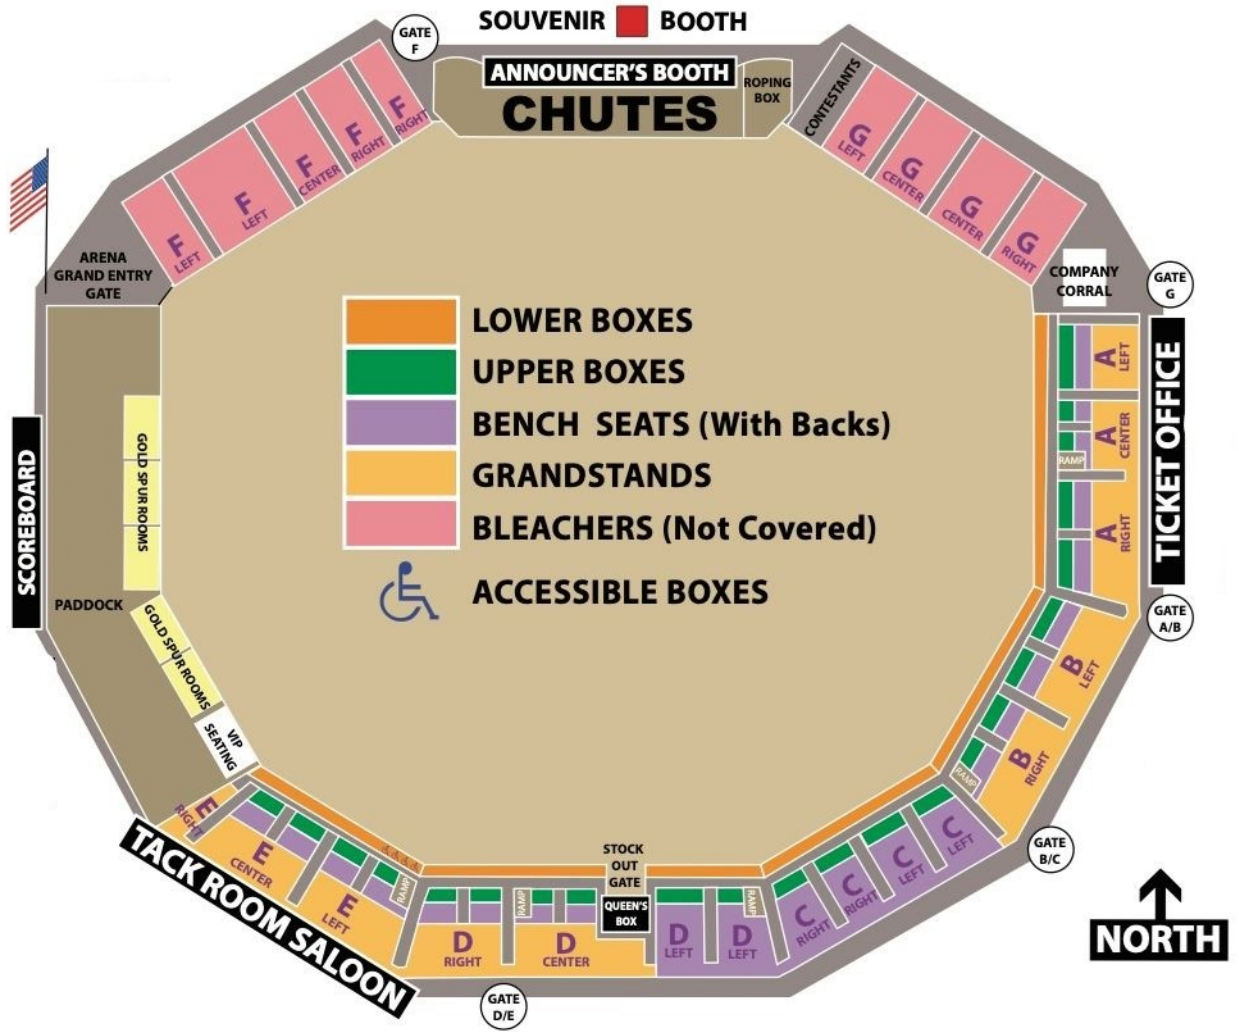 SOUVENIR BOOTH
GATE
F
ANNOUNCER'S BOOTH
CHUTES
ROPING
BOX
CONTESTANTS
F
RIGHT
F
RIGHT
F
CENTER
F
LEFT
F
LEFT
G
LEFT
G
CENTER
G
CENTER
G
RIGHT
ARENA
GRAND ENTRY
GATE
COMPANY
CORRAL
GATE
G
LOWER BOXES
UPPER BOXES
BENCH SEATS (With Backs)
GRANDSTANDS
BLEACHERS (Not Covered)
ACCESSIBLE BOXES
SCOREBOARD
GOLD SPUR ROOMS
PADDOCK
GOLD SPUR ROOMS
VIP
SEATING
A
LEFT
A
CENTER
RAMP
A
RIGHT
TICKET OFFICE
GATE
A/B
B
LEFT
B
RIGHT
RAMP
GATE
B/C
E
RIGHT
E
CENTER
E
LEFT
RAMP
TACK ROOM SALOON
STOCK
OUT
GATE
QUEEN'S
BOX
D
RIGHT
RAMP
D
CENTER
D
LEFT
D
LEFT
RAMP
C
RIGHT
C
RIGHT
C
LEFT
C
LEFT
GATE
D/E
NORTH